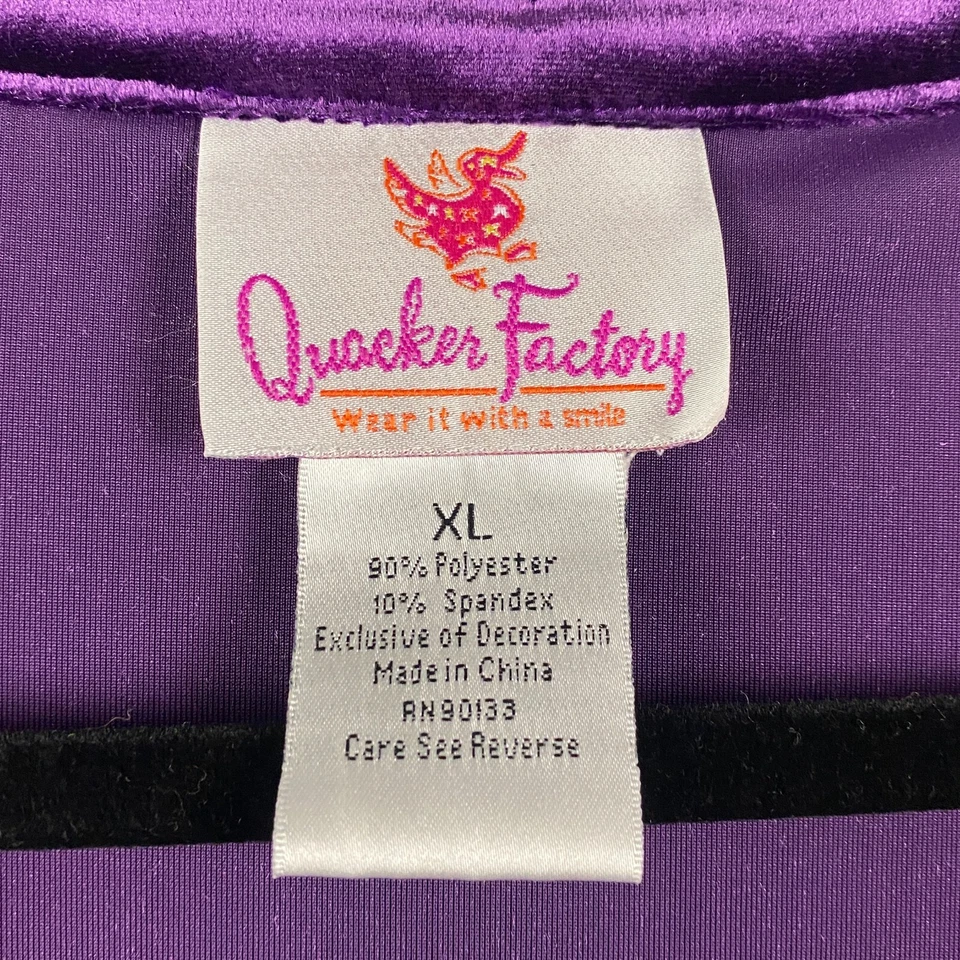 Quacker Factory
Wear it with a smile
XL
90% Polyester
10% Spandex
Exclusive of Decoration
Made in China
RN90133
Care See Reverse